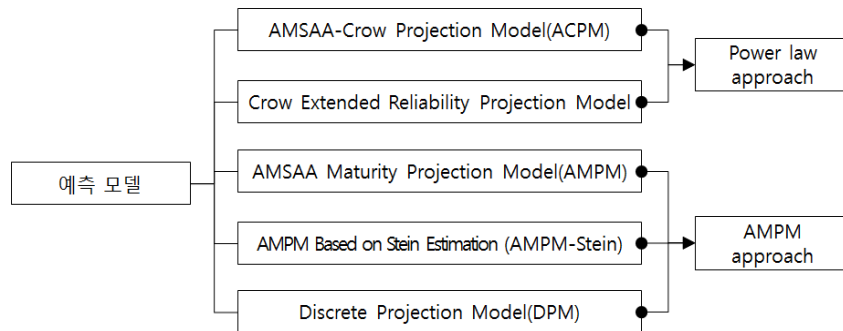 AMSAA-Crow Projection Model(ACPM)
Crow Extended Reliability Projection Model
Power law
approach
예측 모델
AMSAA Maturity Projection Model(AMPM)
AMPM Based on Stein Estimation (AMPM-Stein)
Discrete Projection Model(DPM)
AMPM
approach